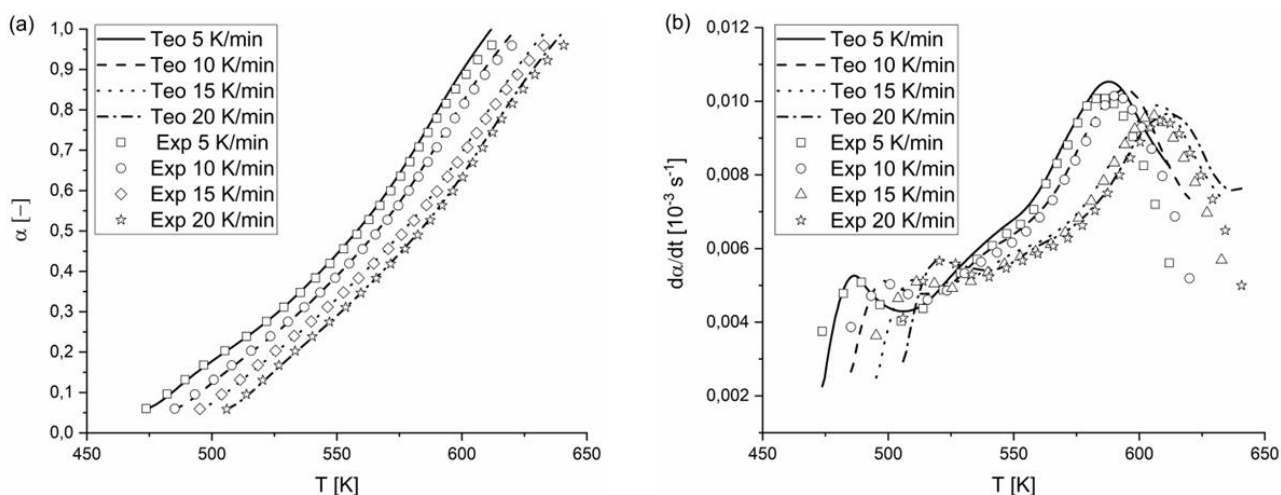 (a)
1,0
0,9
0,8
0,7
0,6
0,5
0,4
0,3
0,2
0,1
0,0
α [-]
Teo 5 K/min
Teo 10 K/min
Teo 15 K/min
Teo 20 K/min
Exp 5 K/min
Exp 10 K/min
Exp 15 K/min
Exp 20 K/min
450 500 550 600 650
T [K]
(b)
0,012
0,010
0,008
0,006
0,004
0,002
dα/dt [10⁻³ s⁻¹]
Teo 5 K/min
Teo 10 K/min
Teo 15 K/min
Teo 20 K/min
Exp 5 K/min
Exp 10 K/min
Exp 15 K/min
Exp 20 K/min
450 500 550 600 650
T [K]